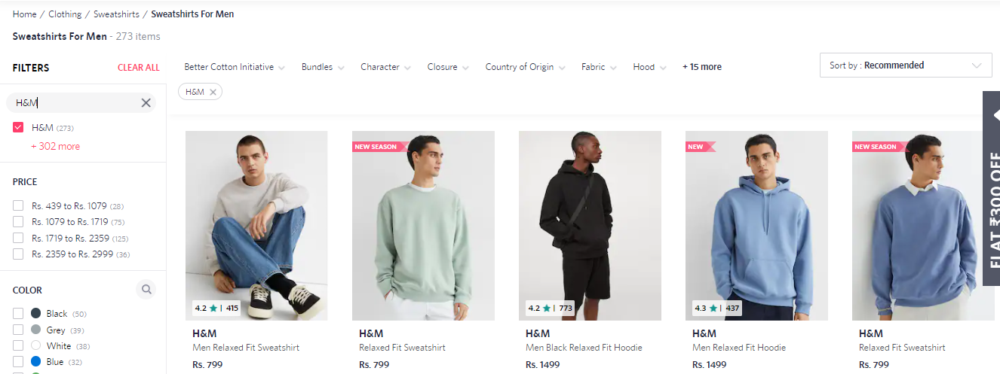 Home / Clothing / Sweatshirts / Sweatshirts For Men
Sweatshirts For Men - 273 items
FILTERS
CLEAR ALL
Better Cotton Initiative
Bundles
Character
Closure
Country of Origin
Fabric
Hood
+ 15 more
Sort by : Recommended
H&M
H&M
H&M (273)
+ 302 more
PRICE
Rs. 439 to Rs. 1079 (28)
Rs. 1079 to Rs. 1719 (75)
Rs. 1719 to Rs. 2359 (125)
Rs. 2359 to Rs. 2999 (36)
COLOR
Black (50)
Grey (39)
White (38)
Blue (32)
4.2 ★ | 415
H&M
Men Relaxed Fit Sweatshirt
Rs. 799
NEW SEASON
H&M
Relaxed Fit Sweatshirt
Rs. 799
4.2 ★ | 773
H&M
Men Black Relaxed Fit Hoodie
Rs. 1499
NEW
4.3 ★ | 437
H&M
Men Relaxed Fit Hoodie
Rs. 1499
NEW SEASON
H&M
Relaxed Fit Sweatshirt
Rs. 799
FLAT ₹300 OFF